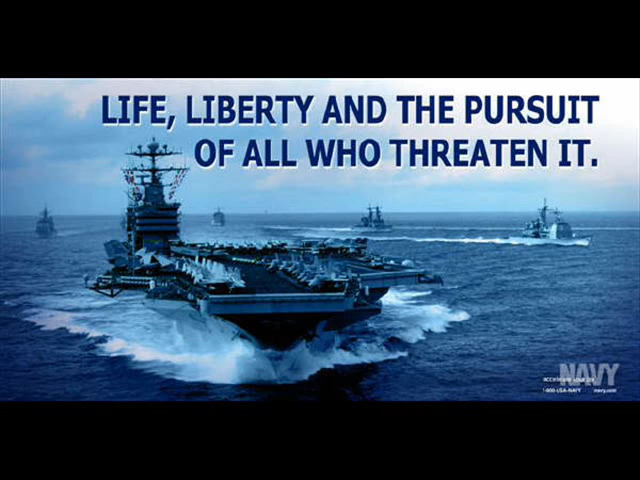 LIFE, LIBERTY AND THE PURSUIT
OF ALL WHO THREATEN IT.
NAVY
1-800-USA-NAVY navy.com